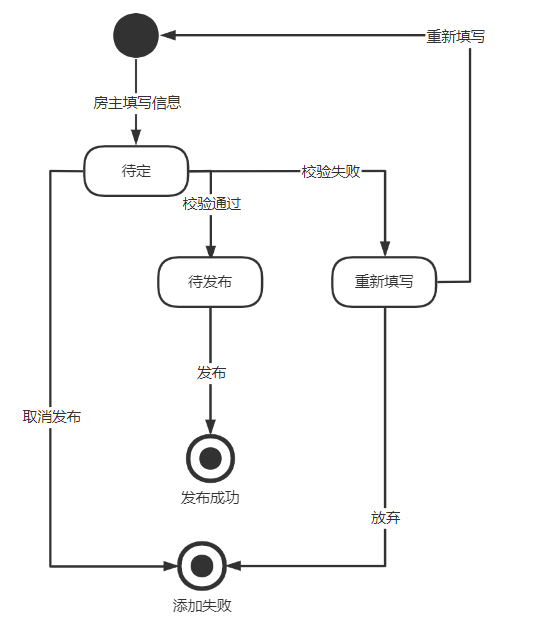 重新填写
房主填写信息
待定
校验失败
校验通过
待发布
重新填写
发布
取消发布
发布成功
放弃
添加失败